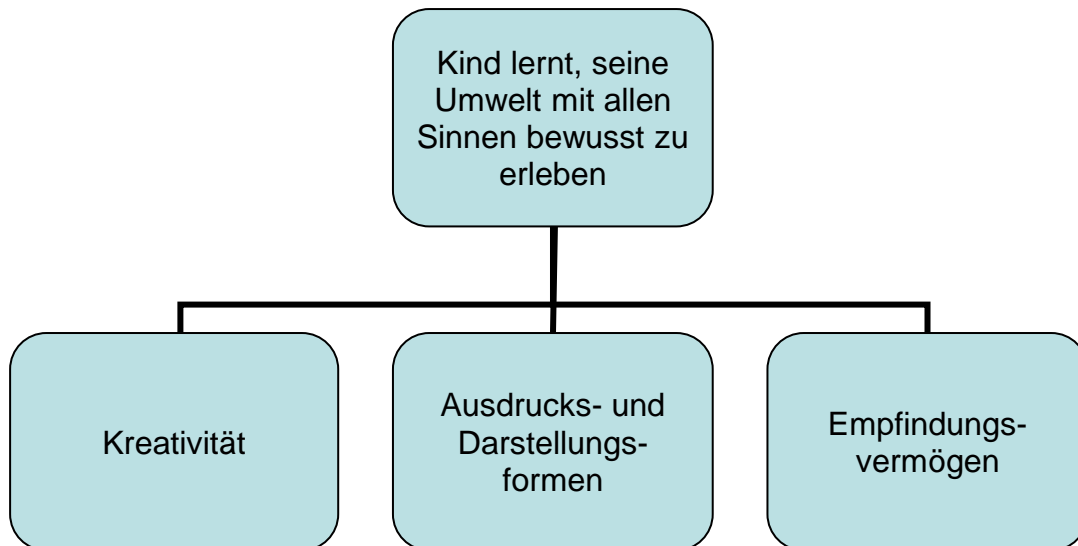 Kind lernt, seine
Umwelt mit allen
Sinnen bewusst zu
erleben
Kreativität
Ausdrucks- und
Darstellungs-
formen
Empfindungs-
vermögen